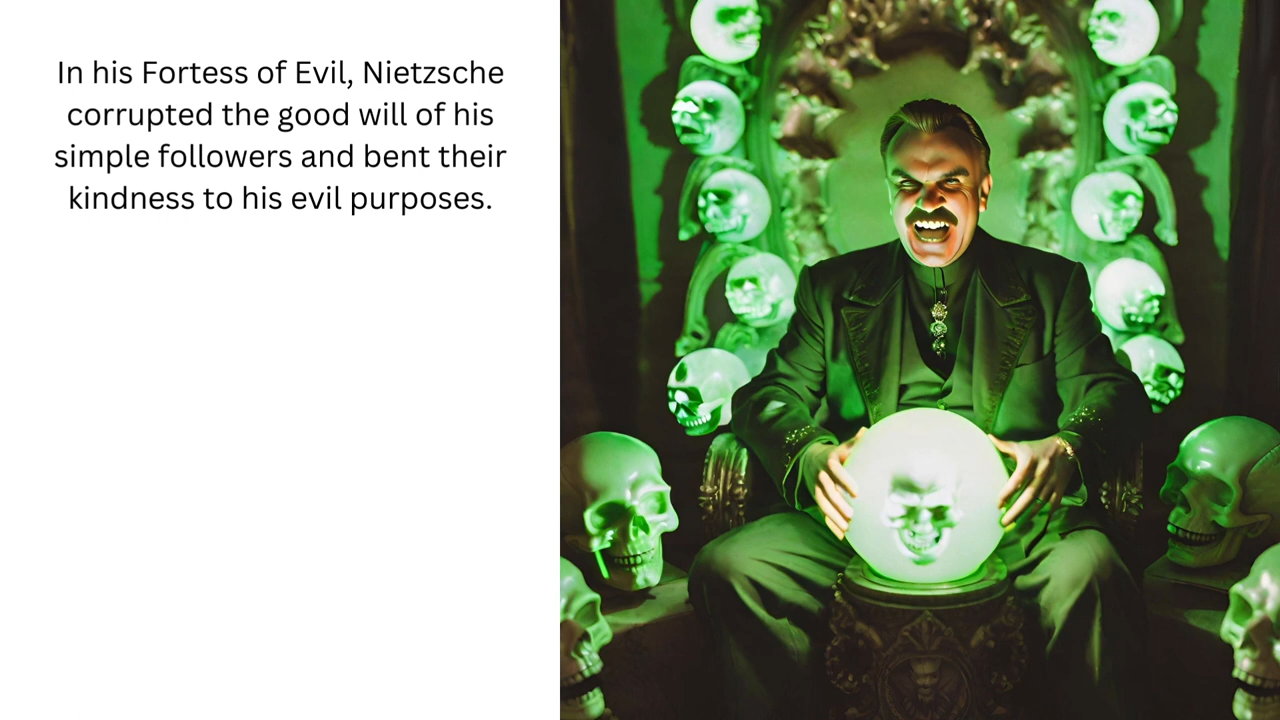 In his Fortess of Evil, Nietzsche
corrupted the good will of his
simple followers and bent their
kindness to his evil purposes.